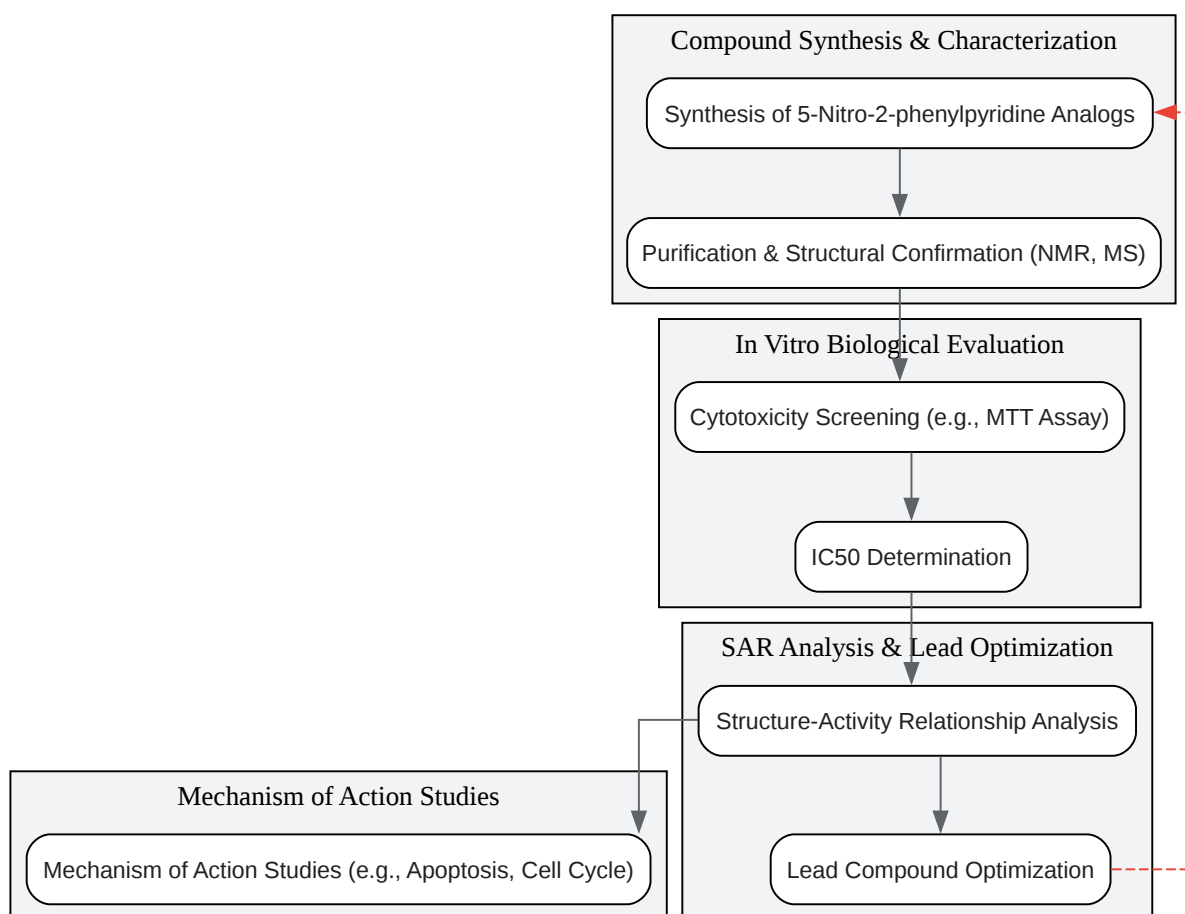 Compound Synthesis & Characterization
Synthesis of 5-Nitro-2-phenylpyridine Analogs
Purification & Structural Confirmation (NMR, MS)
In Vitro Biological Evaluation
Cytotoxicity Screening (e.g., MTT Assay)
IC50 Determination
SAR Analysis & Lead Optimization
Structure-Activity Relationship Analysis
Mechanism of Action Studies
Mechanism of Action Studies (e.g., Apoptosis, Cell Cycle)
Lead Compound Optimization